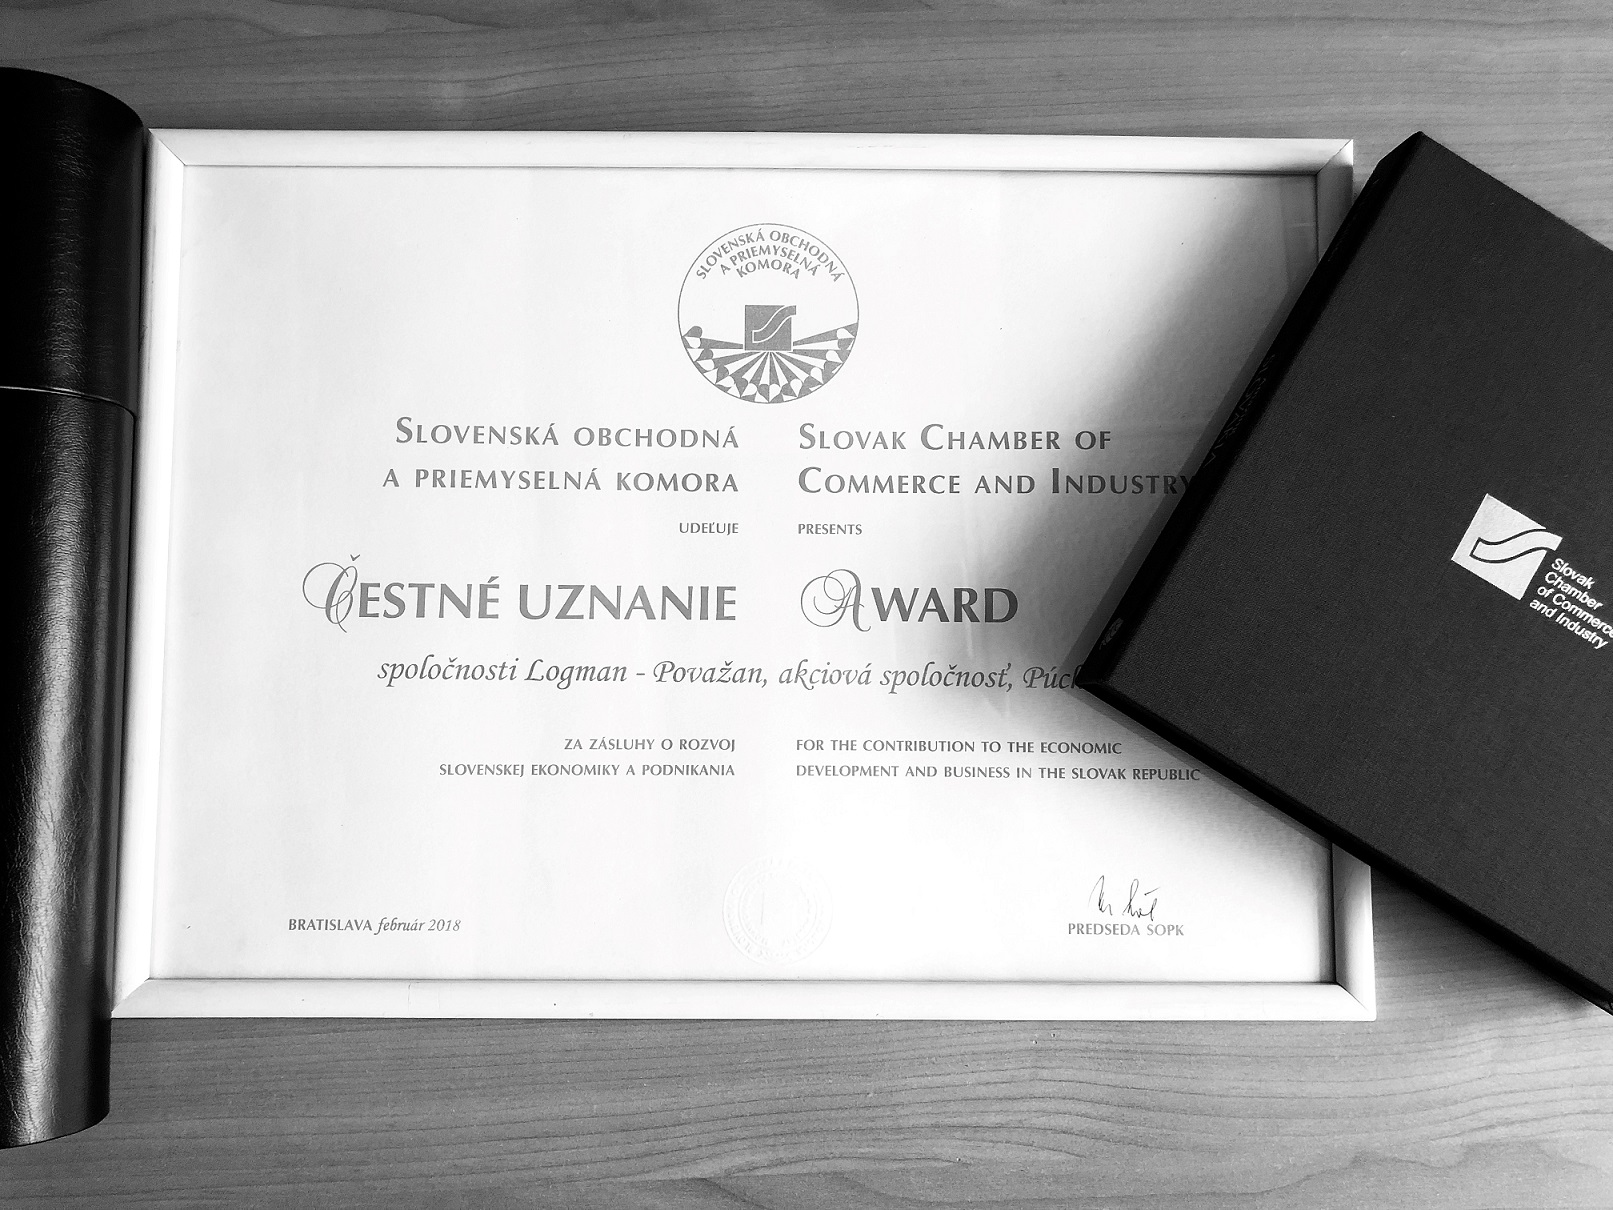 SLOVENSKÁ OBCHODNÁ
A PRIEMYSELNÁ
KOMORA
SLOVENSKÁ OBCHODNÁ
A PRIEMYSELNÁ KOMORA
UDEĽUJE
ČESTNÉ UZNANIE
SLOVAK CHAMBER OF
COMMERCE AND INDUSTRY
PRESENTS
AWARD
spoločnosti Logman - Považan, akciová spoločnosť,
ZA ZÁSLUHY O ROZVOJ
SLOVENSKEJ EKONOMIKY A PODNIKANIA
FOR THE CONTRIBUTION TO THE ECONOMIC
DEVELOPMENT AND BUSINESS IN THE SLOVAK REPUBLIC
BRATISLAVA február 2018
PREDSEDA SOPK
Slovak
Chamber
of Commerce
and Industry